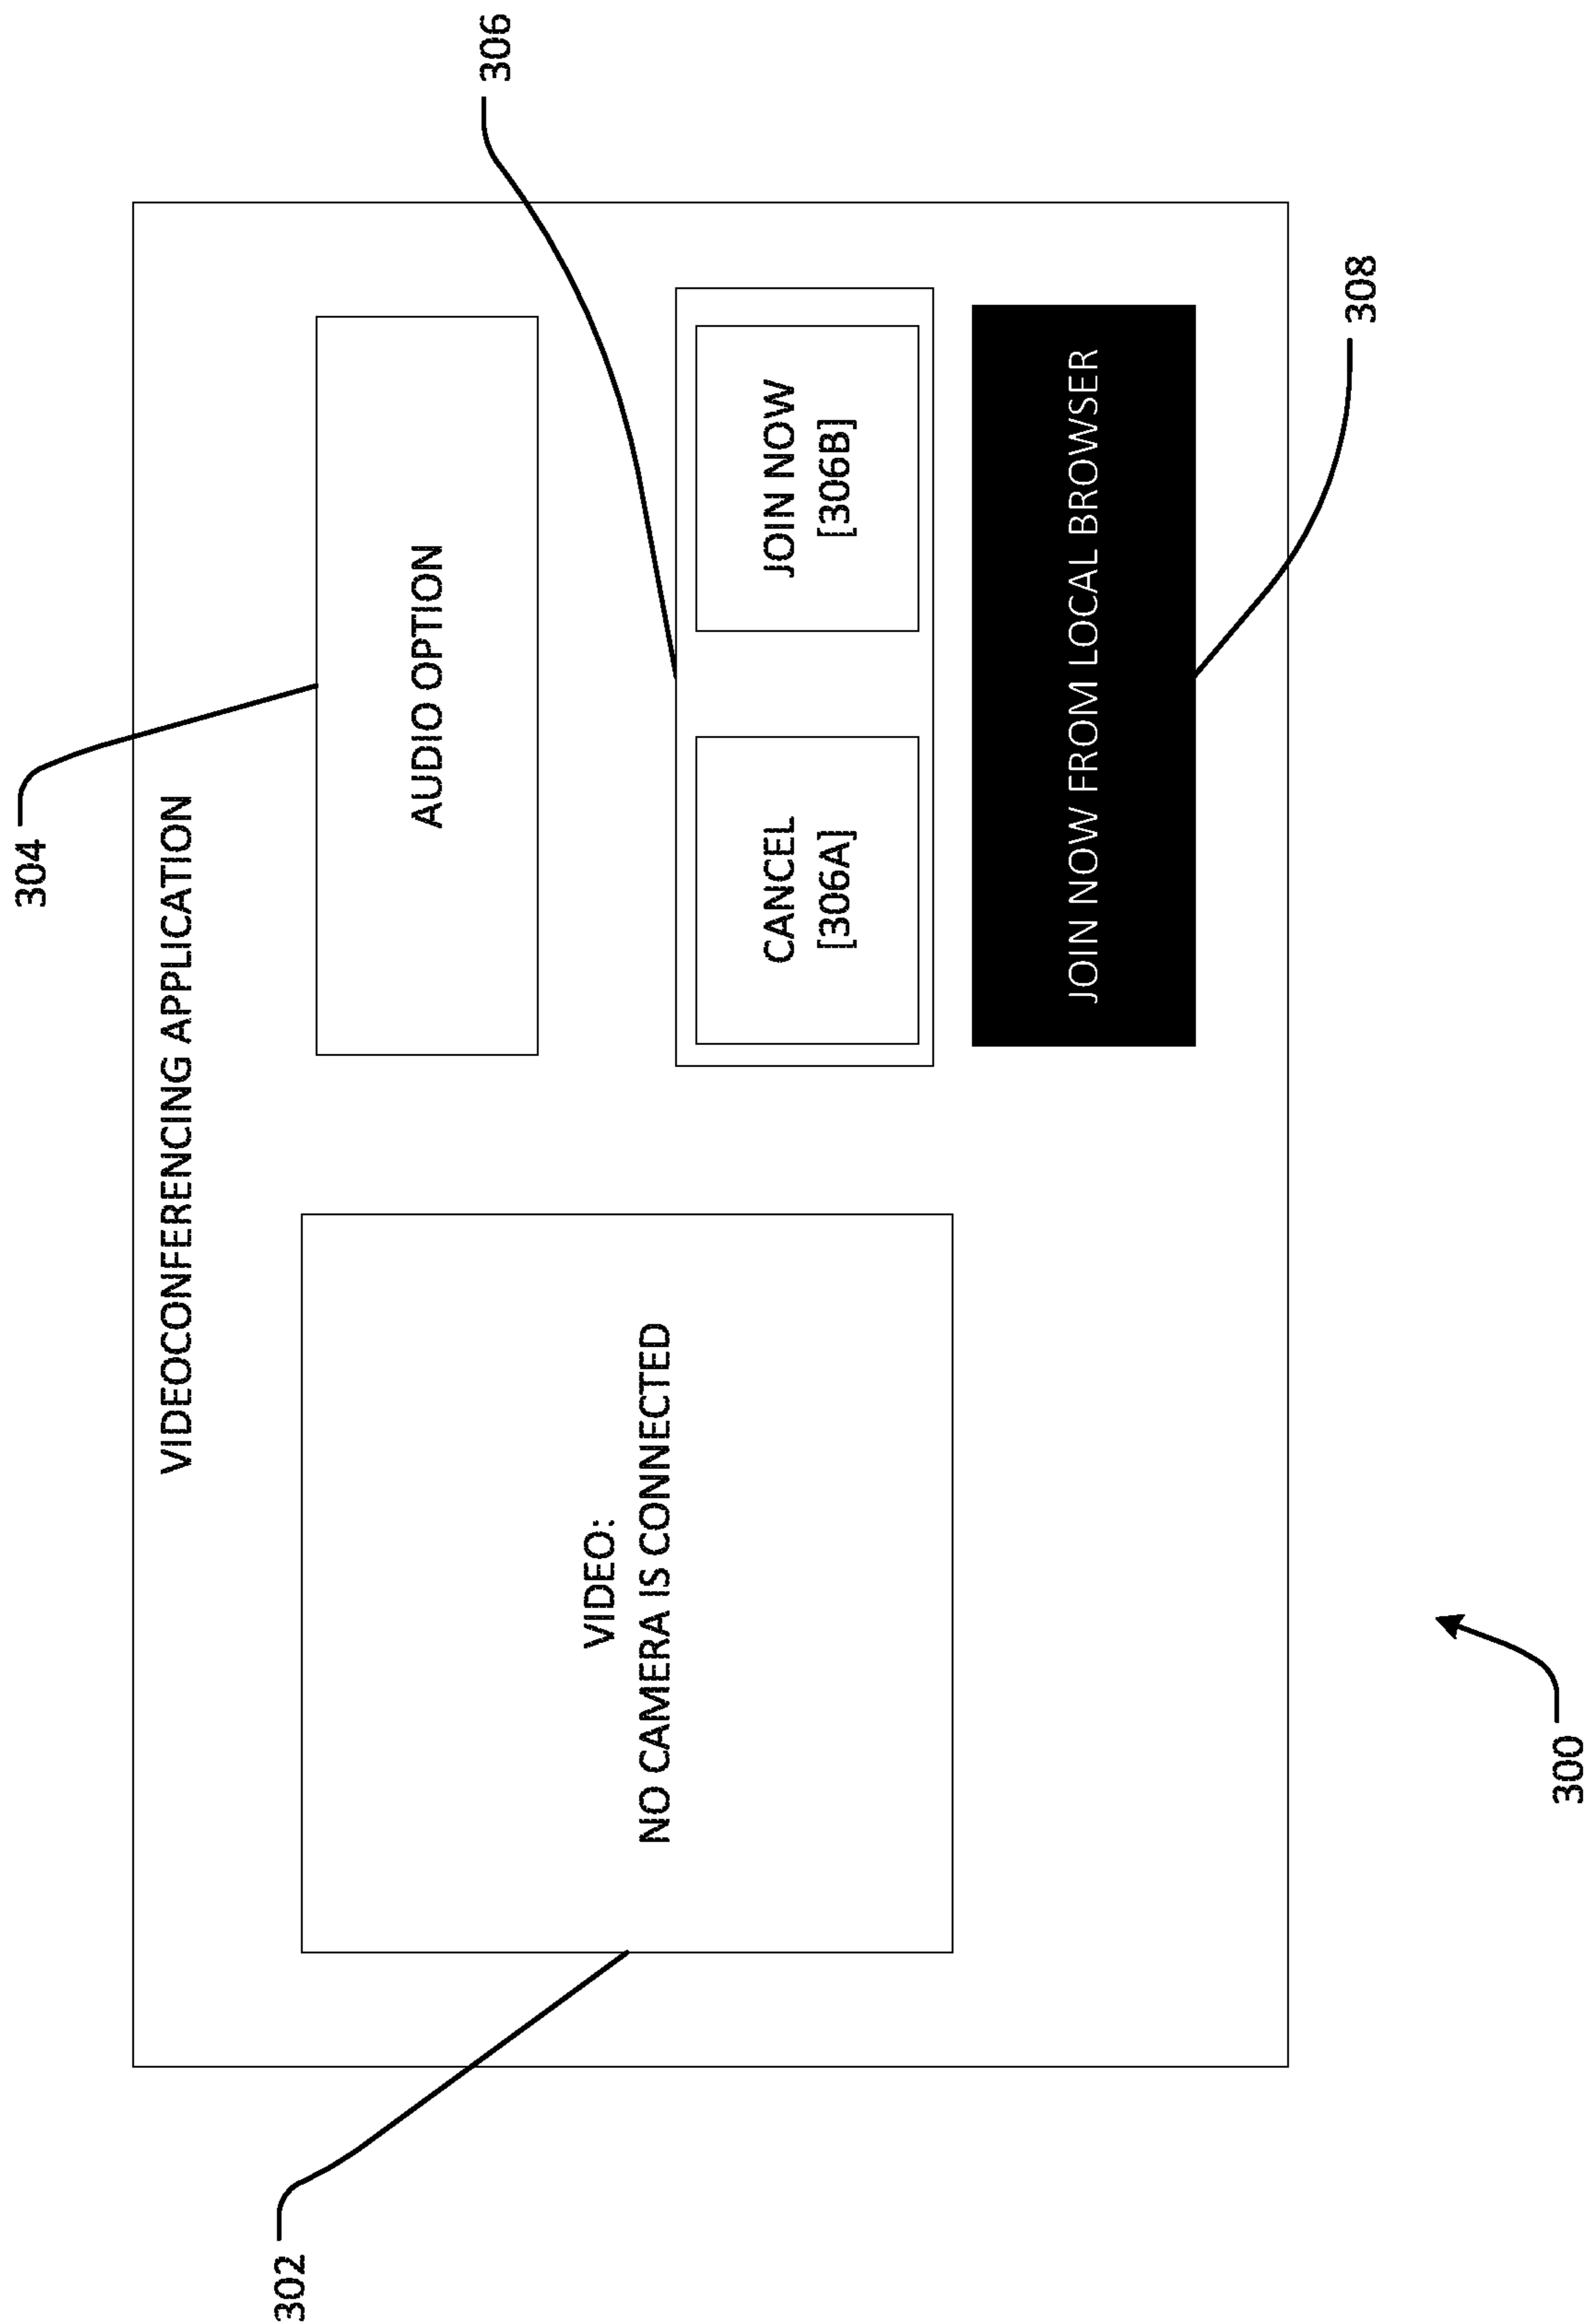 304
306
VIDEOCONFERENCING APPLICATION
AUDIO OPTION
VIDEO:
NO CAMERA IS CONNECTED
CANCEL
[306A]
JOIN NOW
[306B]
JOIN NOW FROM LOCAL BROWSER
302
308
300